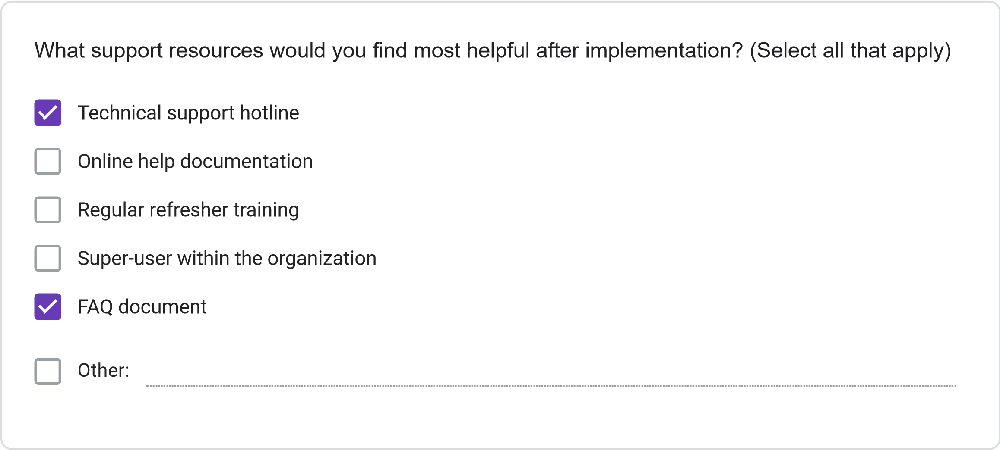 What support resources would you find most helpful after implementation? (Select all that apply)
Technical support hotline
Online help documentation
Regular refresher training
Super-user within the organization
FAQ document
Other: